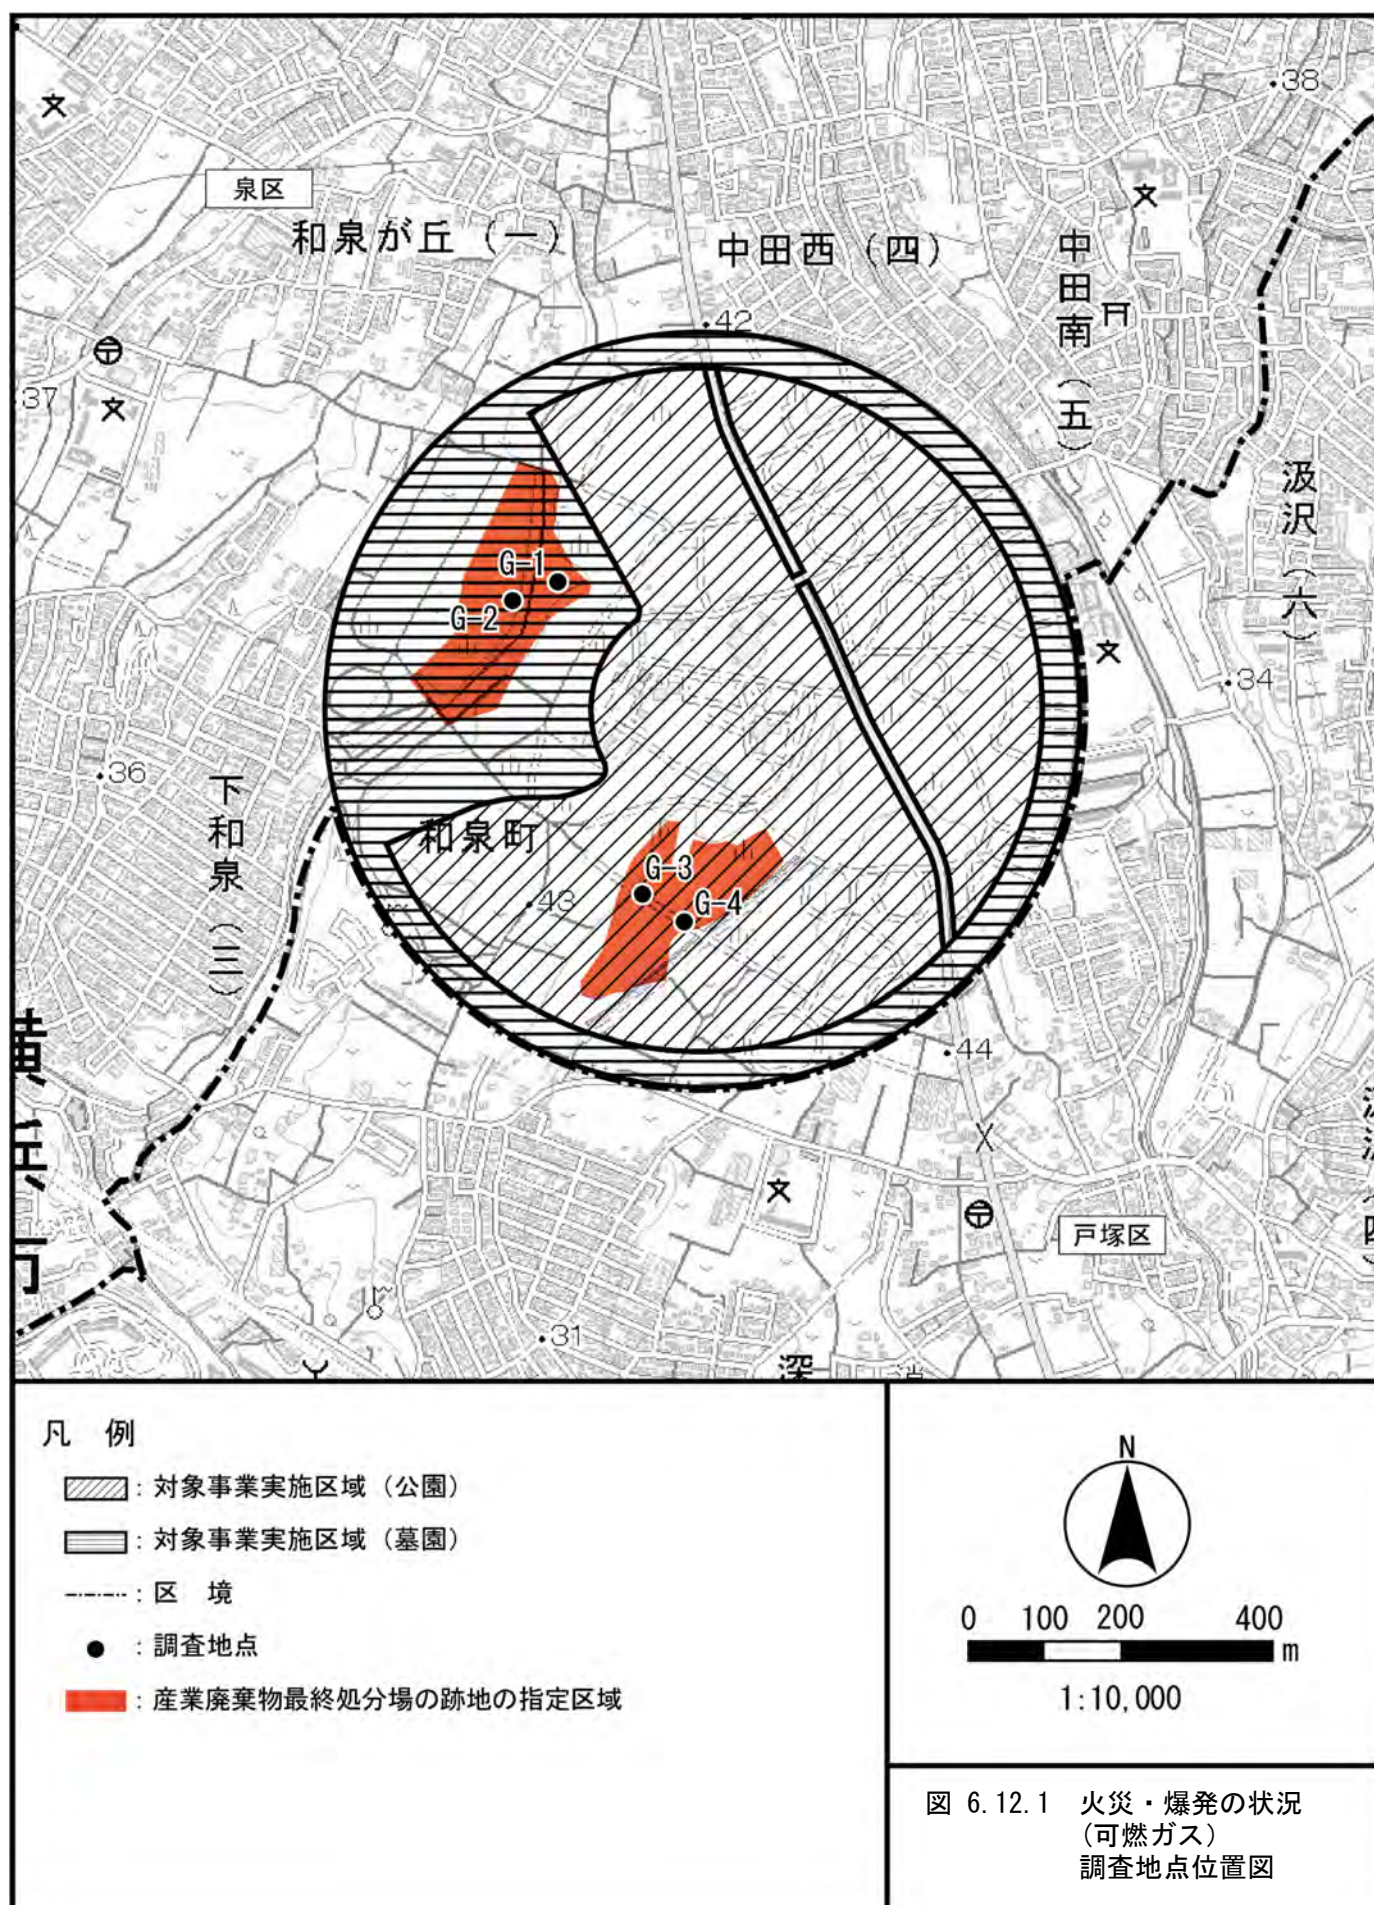 38
泉区
和泉が丘（一）
中田西（四）
中田南（五）
42
37
汲沢（六）
G-1
G-2
34
36
下和泉（三）
和泉町
G-3
G-4
43
44
戸塚区
31
深
凡　例
：対象事業実施区域（公園）
：対象事業実施区域（墓園）
：区　境
：調査地点
：産業廃棄物最終処分場の跡地の指定区域
N
0 100 200 400
m
1:10,000
図 6.12.1 火災・爆発の状況
（可燃ガス）
調査地点位置図